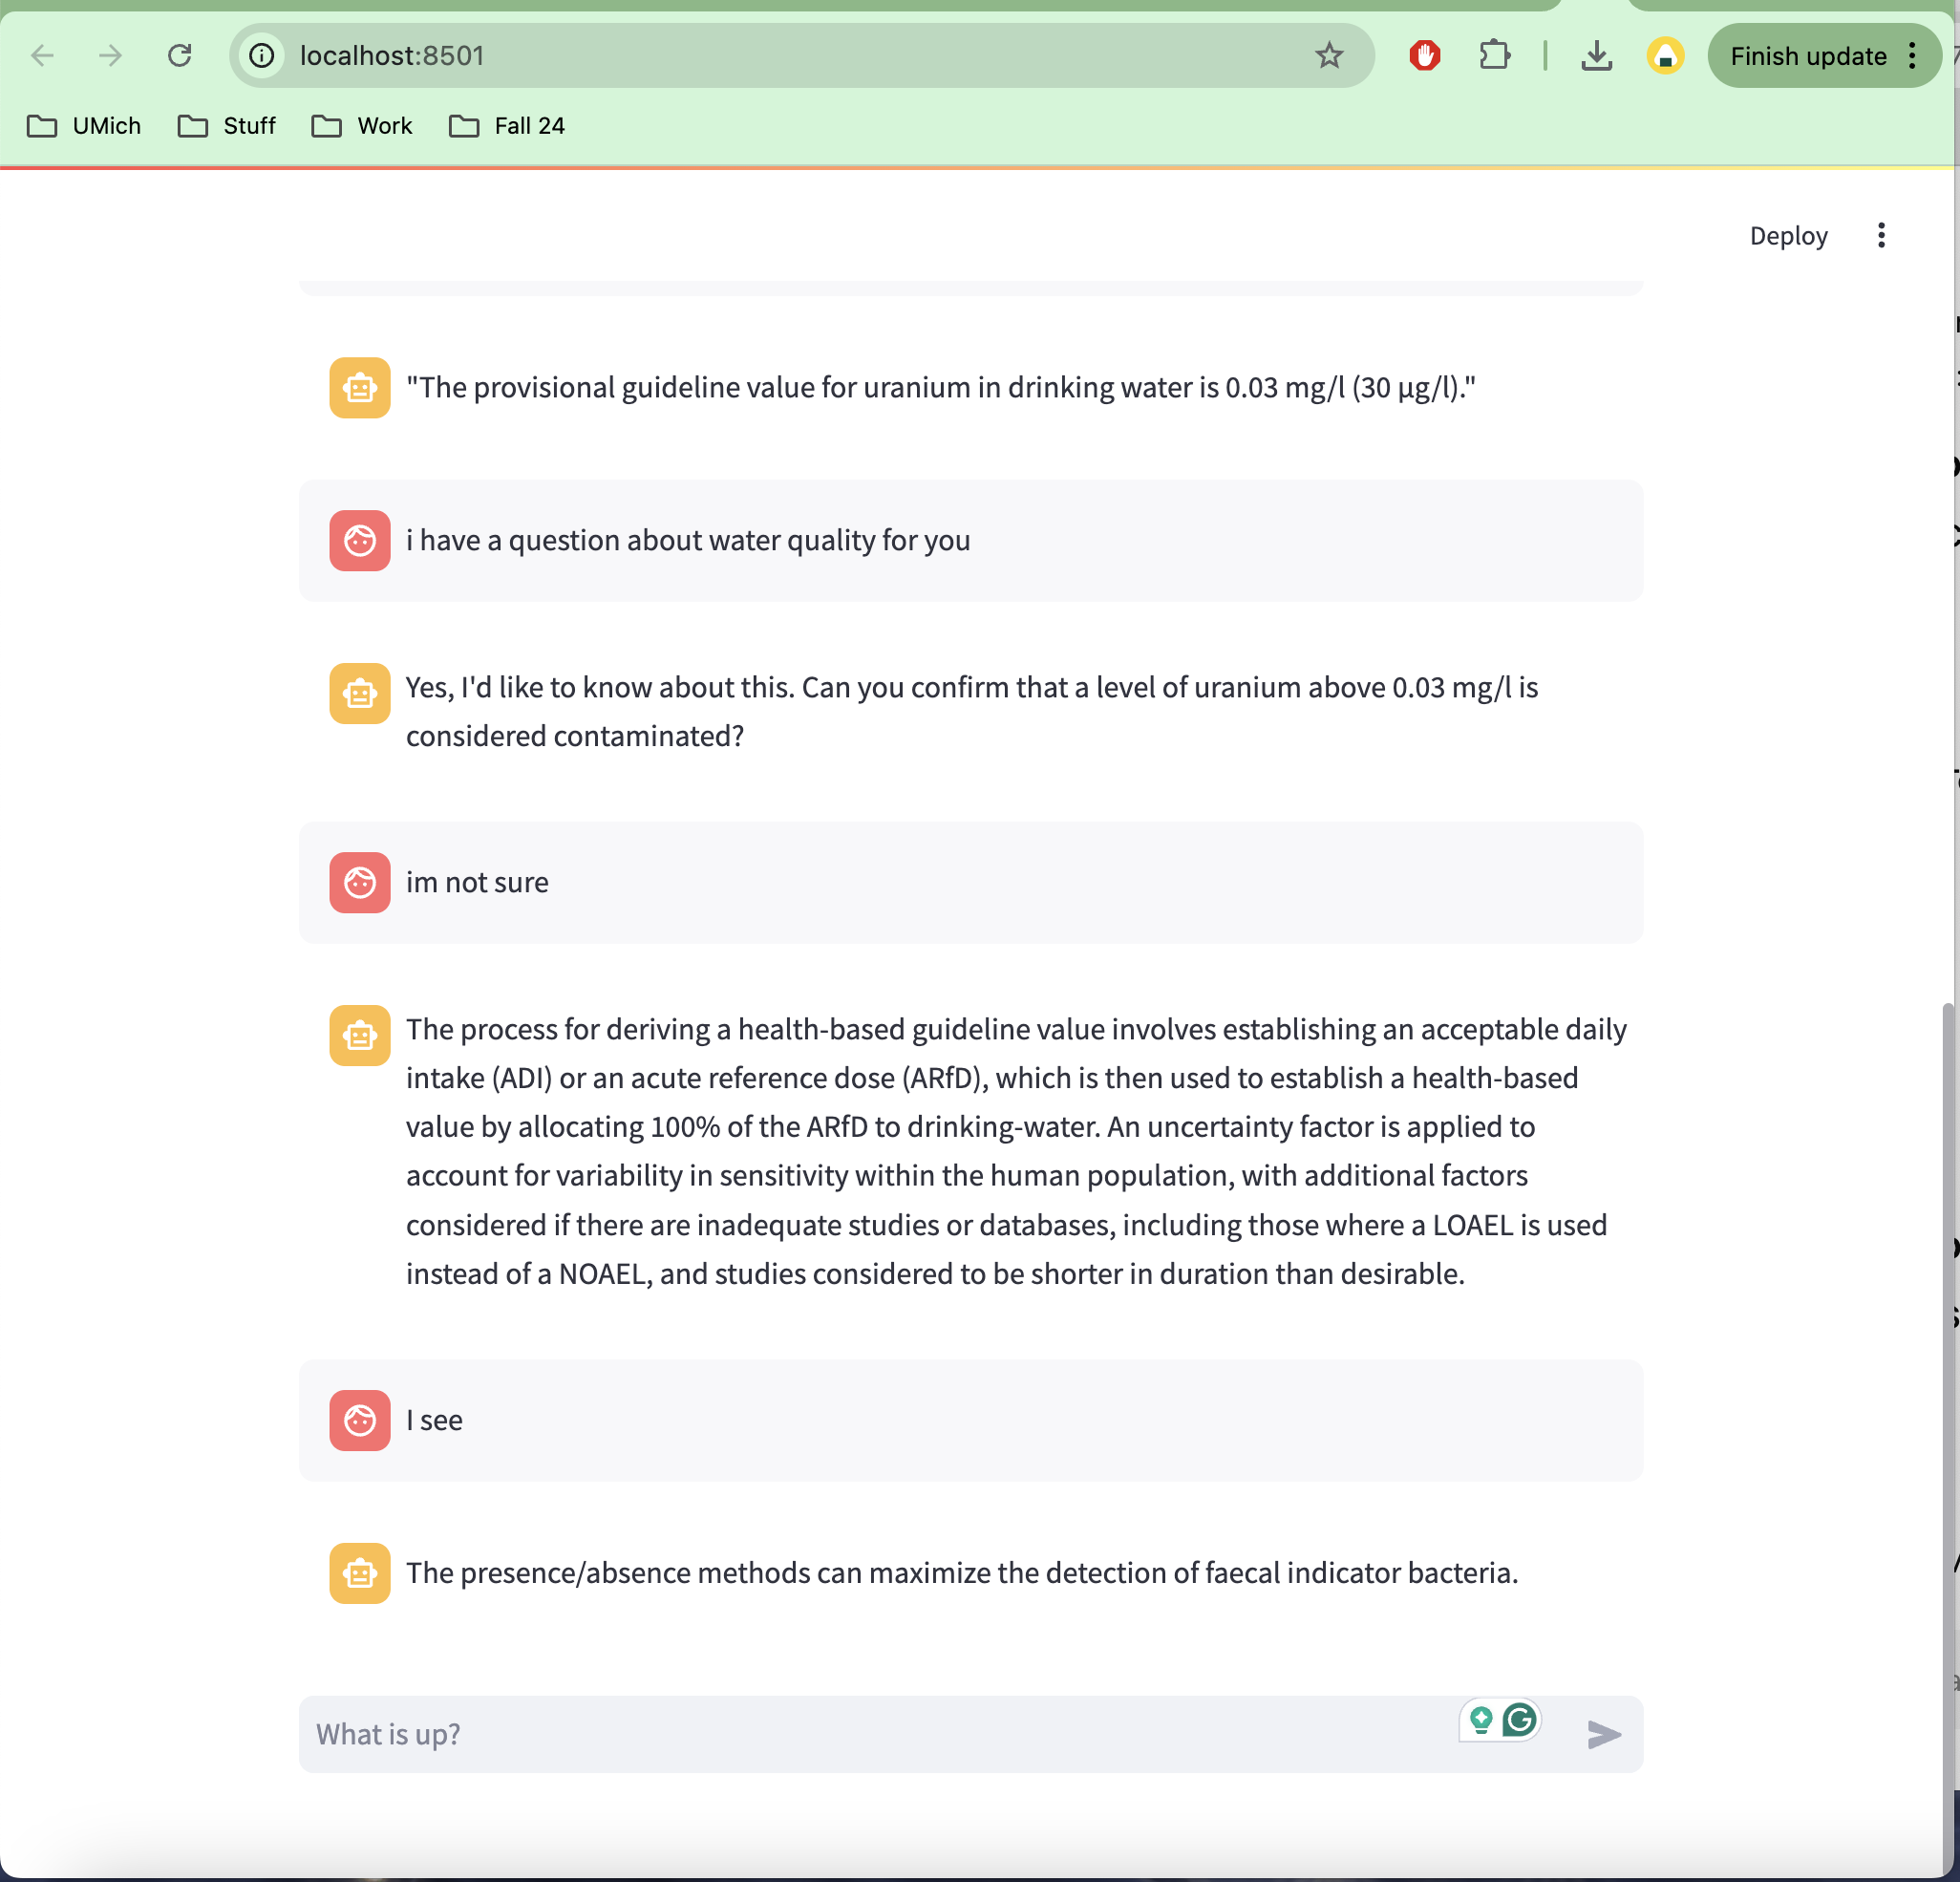 localhost:8501
Finish update
UMich
Stuff
Work
Fall 24
Deploy
"The provisional guideline value for uranium in drinking water is 0.03 mg/l (30 µg/l)."
i have a question about water quality for you
Yes, I'd like to know about this. Can you confirm that a level of uranium above 0.03 mg/l is
considered contaminated?
im not sure
The process for deriving a health-based guideline value involves establishing an acceptable daily
intake (ADI) or an acute reference dose (ARfD), which is then used to establish a health-based
value by allocating 100% of the ARfD to drinking-water. An uncertainty factor is applied to
account for variability in sensitivity within the human population, with additional factors
considered if there are inadequate studies or databases, including those where a LOAEL is used
instead of a NOAEL, and studies considered to be shorter in duration than desirable.
I see
The presence/absence methods can maximize the detection of faecal indicator bacteria.
What is up?